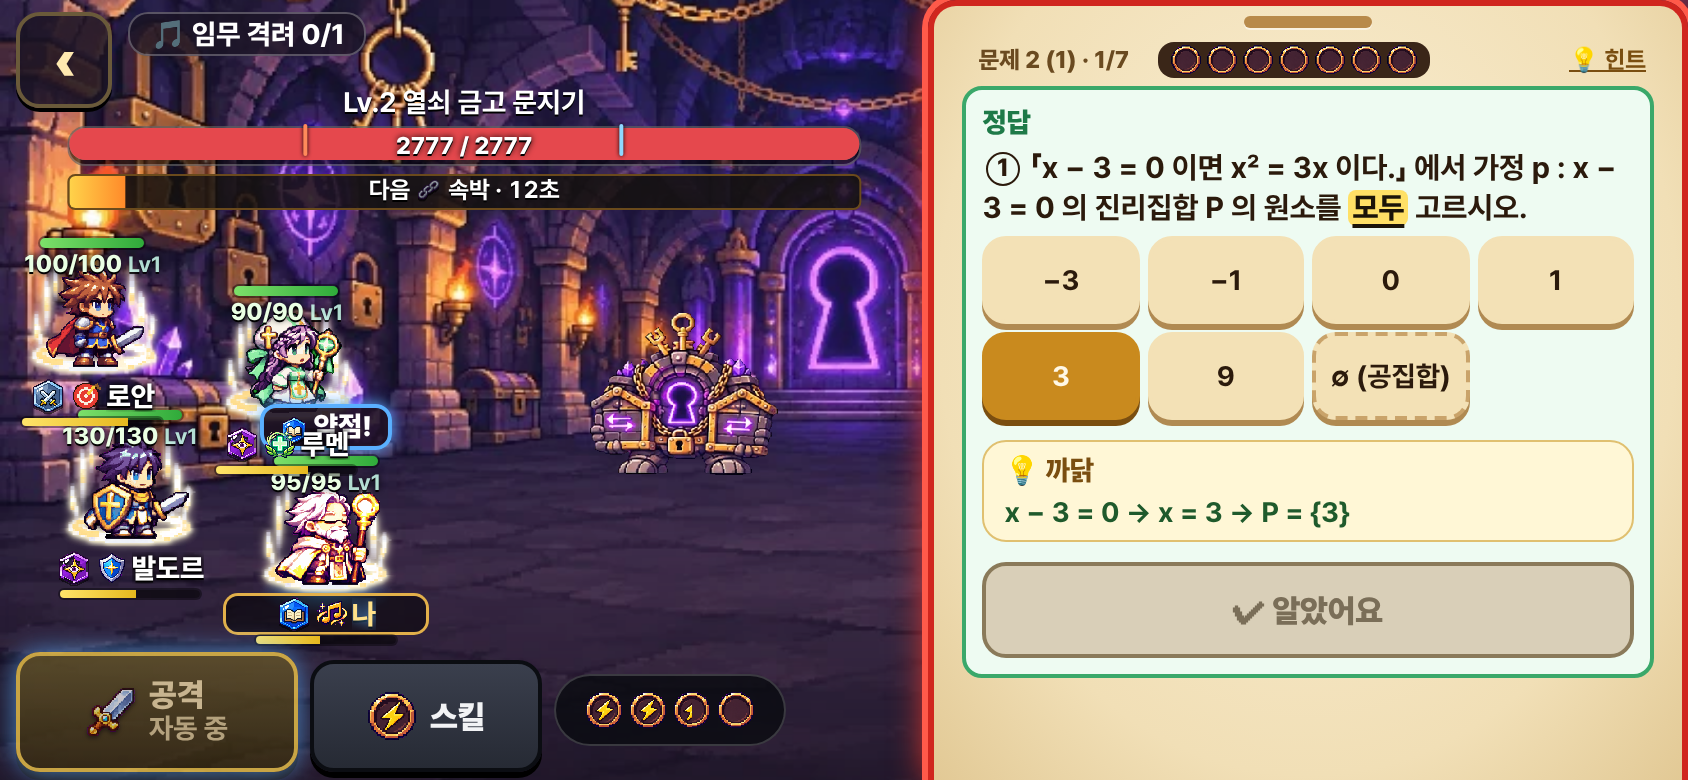 ‹
🎵 임무 격려 0/1
Lv.2 열쇠 금고 문지기
2777 / 2777
다음 🔗 속박 · 12초
100/100 Lv1
90/90 Lv1
로안
약점!
루멘
130/130 Lv1
95/95 Lv1
발도르
나
공격
자동 중
스킬
문제 2 (1) · 1/7
💡 힌트
정답
① 「x − 3 = 0 이면 x² = 3x 이다.」 에서 가정 p : x −
3 = 0 의 진리집합 P 의 원소를 모두 고르시오.
−3
−1
0
1
3
9
∅ (공집합)
💡 까닭
x − 3 = 0 → x = 3 → P = {3}
✔ 알았어요